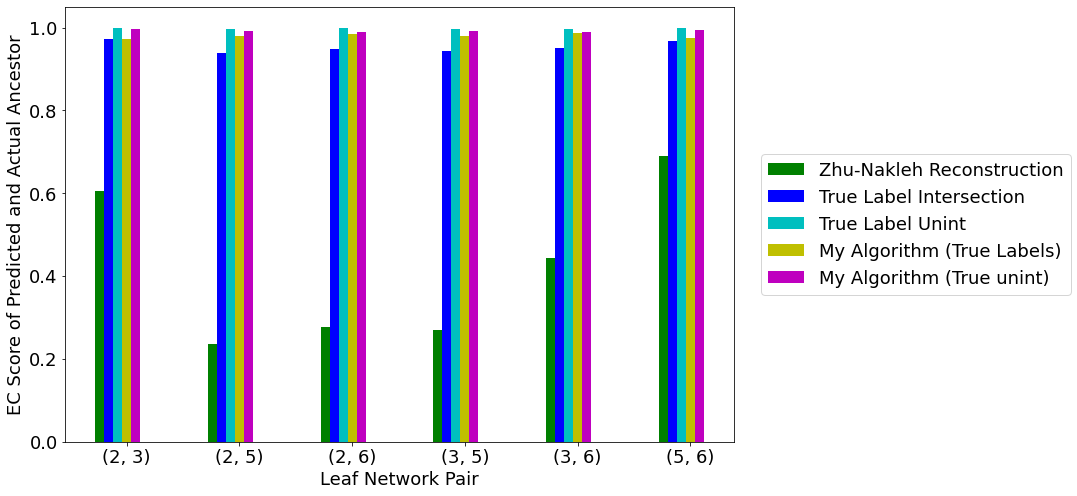 EC Score of Predicted and Actual Ancestor
1.0
0.8
0.6
0.4
0.2
0.0
(2, 3) (2, 5) (2, 6) (3, 5) (3, 6) (5, 6)
Leaf Network Pair
Zhu-Nakleh Reconstruction
True Label Intersection
True Label Unint
My Algorithm (True Labels)
My Algorithm (True unint)